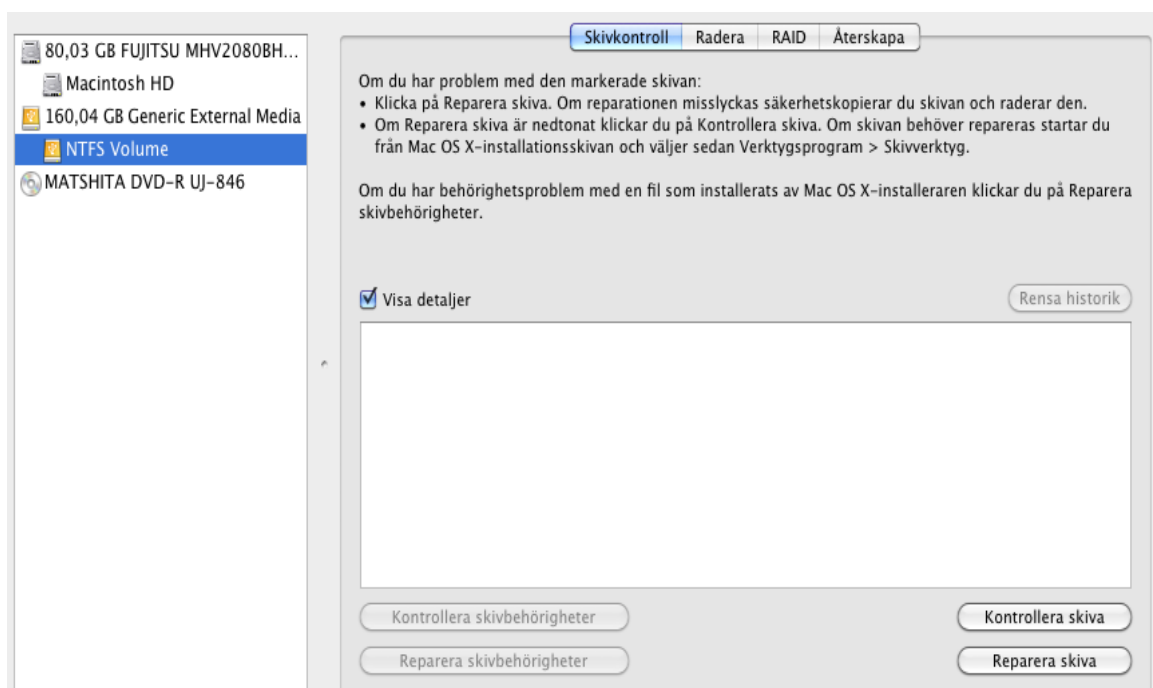 80,03 GB FUJITSU MHV2080BH...
Macintosh HD
160,04 GB Generic External Media
NTFS Volume
MATSHITA DVD-R UJ-846
Skivkontroll
Radera
RAID
Återskapa
Om du har problem med den markerade skivan:
• Klicka på Reparera skiva. Om reparationen misslyckas säkerhetskopierar du skivan och raderar den.
• Om Reparera skiva är nedtonat klickar du på Kontrollera skiva. Om skivan behöver repareras startar du
från Mac OS X-installationsskivan och väljer sedan Verktygsprogram > Skivverktyg.
Om du har behörighetsproblem med en fil som installerats av Mac OS X-installeraren klickar du på Reparera
skivbehörigheter.
Visa detaljer
Rensa historik
Kontrollera skivbehörigheter
Kontrollera skiva
Reparera skivbehörigheter
Reparera skiva